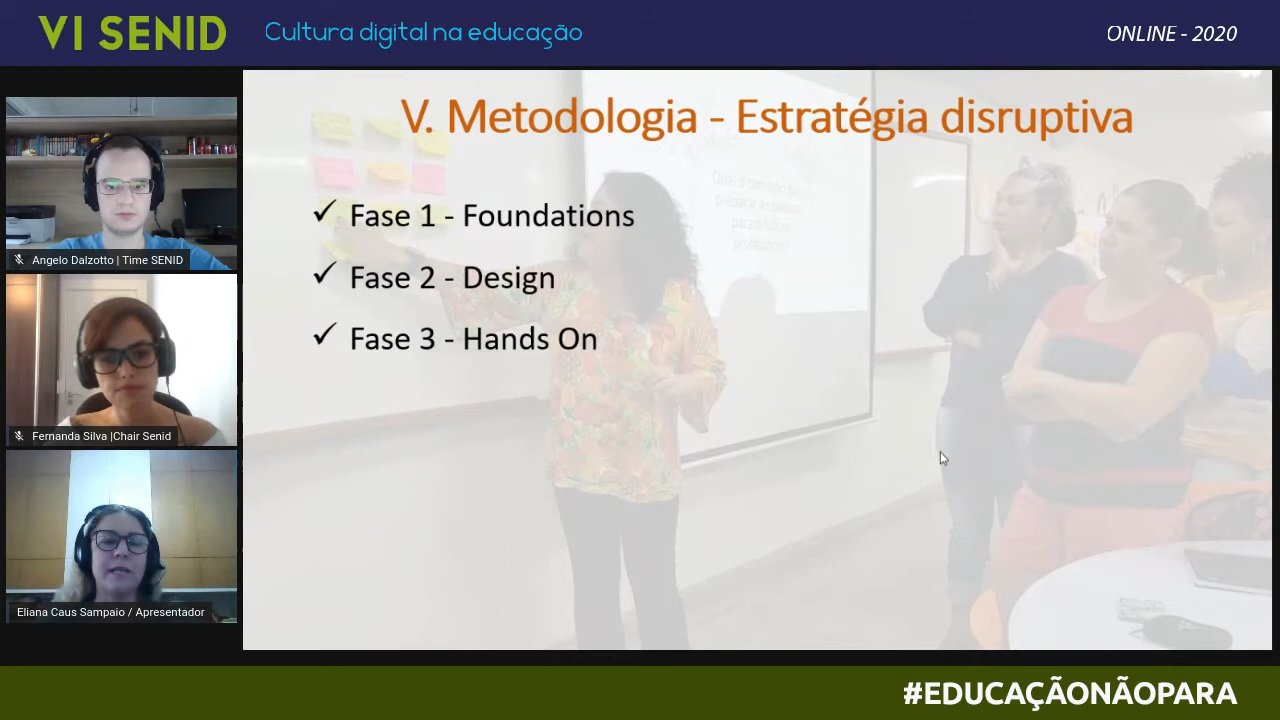 VI SENID
Cultura digital na educação
ONLINE - 2020
Angelo Dalzotto | Time SENID
Fernanda Silva |Chair Senid
Eliana Caus Sampaio / Apresentador
V. Metodologia - Estratégia disruptiva
✓ Fase 1 - Foundations
✓ Fase 2 - Design
✓ Fase 3 - Hands On
#EDUCAÇÃONÃOPARA